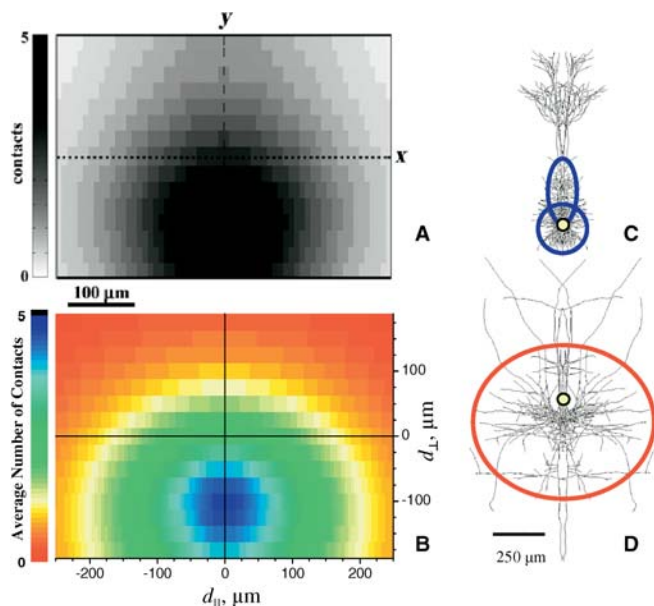 y
5
contacts
x
0
A
100 μm
C
5
Average Number of Contacts
0
100
0
-100
d⊥, μm
B
-200
-100
0
100
200
d||, μm
250 μm
D